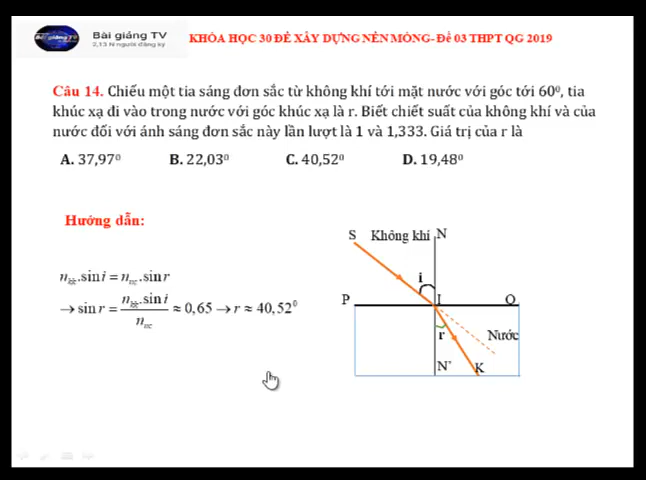 Bài giảng TV
Bài giảng TV
2,13 N người đăng ký
KHÓA HỌC 30 ĐỀ XÂY DỰNG NỀN MÓNG- Đề 03 THPT QG 2019
Câu 14. Chiếu một tia sáng đơn sắc từ không khí tới mặt nước với góc tới 60⁰, tia
khúc xạ đi vào trong nước với góc khúc xạ là r. Biết chiết suất của không khí và của
nước đối với ánh sáng đơn sắc này lần lượt là 1 và 1,333. Giá trị của r là
A. 37,97⁰ B. 22,03⁰ C. 40,52⁰ D. 19,48⁰
Hướng dẫn:
n_kk.sin i = n_nc.sin r
→ sin r = n_kk.sin i / n_nc ≈ 0,65 → r ≈ 40,52⁰
S Không khí N
i
P I Q
r Nước
N' K